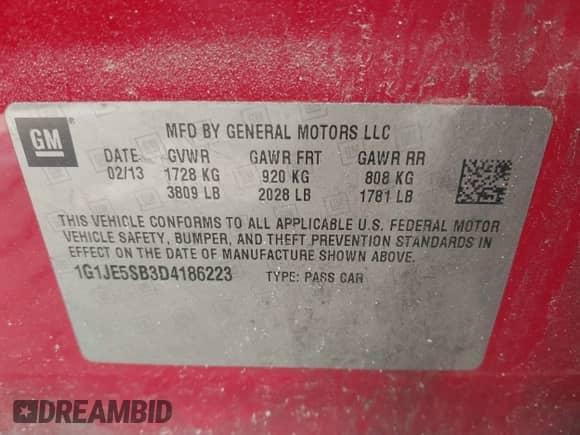 GM
MFD BY GENERAL MOTORS LLC
DATE GVWR GAWR FRT GAWR RR
02/13 1728 KG 920 KG 808 KG
3809 LB 2028 LB 1781 LB
THIS VEHICLE CONFORMS TO ALL APPLICABLE U.S. FEDERAL MOTOR
VEHICLE SAFETY, BUMPER, AND THEFT PREVENTION STANDARDS IN
EFFECT ON THE DATE OF MANUFACTURE SHOWN ABOVE.
1G1JE5SB3D4186223 TYPE: PASS CAR
DREAMBID